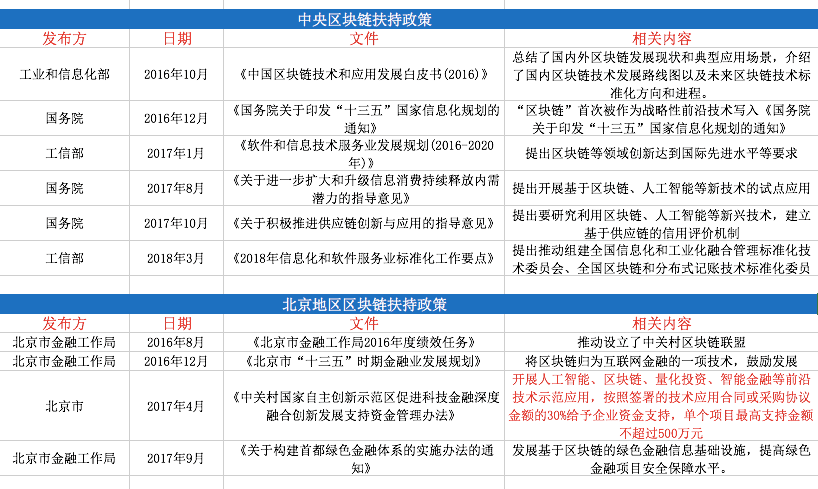 中央区块链扶持政策
发布方 日期 文件 相关内容
工业和信息化部 2016年10月 《中国区块链技术和应用发展白皮书(2016)》 总结了国内外区块链发展现状和典型应用场景，介绍
了国内区块链技术发展路线图以及未来区块链技术标
准化方向和进程。
国务院 2016年12月 《国务院关于印发“十三五”国家信息化规划的
通知》 “区块链”首次被作为战略性前沿技术写入《国务院
关于印发“十三五”国家信息化规划的通知》
工信部 2017年1月 《软件和信息技术服务业发展规划(2016-2020
年)》 提出区块链等领域创新达到国际先进水平等要求
国务院 2017年8月 《关于进一步扩大和升级信息消费持续释放内需
潜力的指导意见》 提出开展基于区块链、人工智能等新技术的试点应用
国务院 2017年10月 《关于积极推进供应链创新与应用的指导意见》 提出要研究利用区块链、人工智能等新兴技术，建立
基于供应链的信用评价机制
工信部 2018年3月 《2018年信息化和软件服务业标准化工作要点》 提出推动组建全国信息化和工业化融合管理标准化技
术委员会、全国区块链和分布式记账技术标准化委员
北京地区区块链扶持政策
发布方 日期 文件 相关内容
北京市金融工作局 2016年8月 《北京市金融工作局2016年度绩效任务》 推动设立了中关村区块链联盟
北京市金融工作局 2016年12月 《北京市“十三五”时期金融业发展规划》 将区块链归为互联网金融的一项技术，鼓励发展
北京市 2017年4月 《中关村国家自主创新示范区促进科技金融深度
融合创新发展支持资金管理办法》 开展人工智能、区块链、量化投资、智能金融等前沿
技术示范应用，按照签署的技术应用合同或采购协议
金额的30%给予企业资金支持，单个项目最高支持金额
不超过500万元
北京市金融工作局 2017年9月 《关于构建首都绿色金融体系的实施办法的通
知》 发展基于区块链的绿色金融信息基础设施，提高绿色
金融项目安全保障水平。